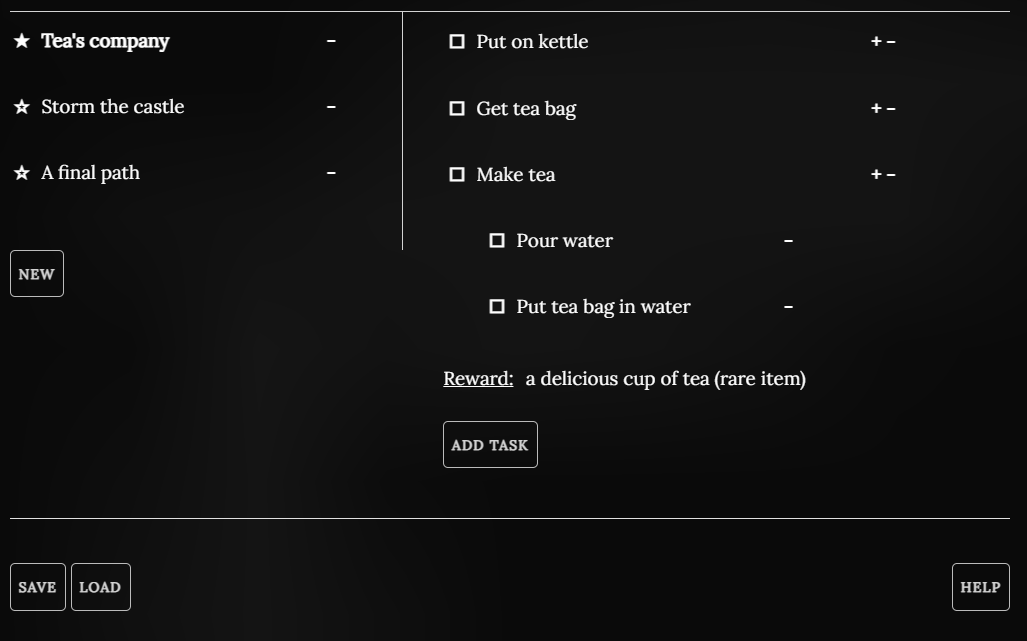 Tea's company
Storm the castle
A final path
NEW
Put on kettle
Get tea bag
Make tea
Pour water
Put tea bag in water
Reward: a delicious cup of tea (rare item)
ADD TASK
SAVE
LOAD
HELP